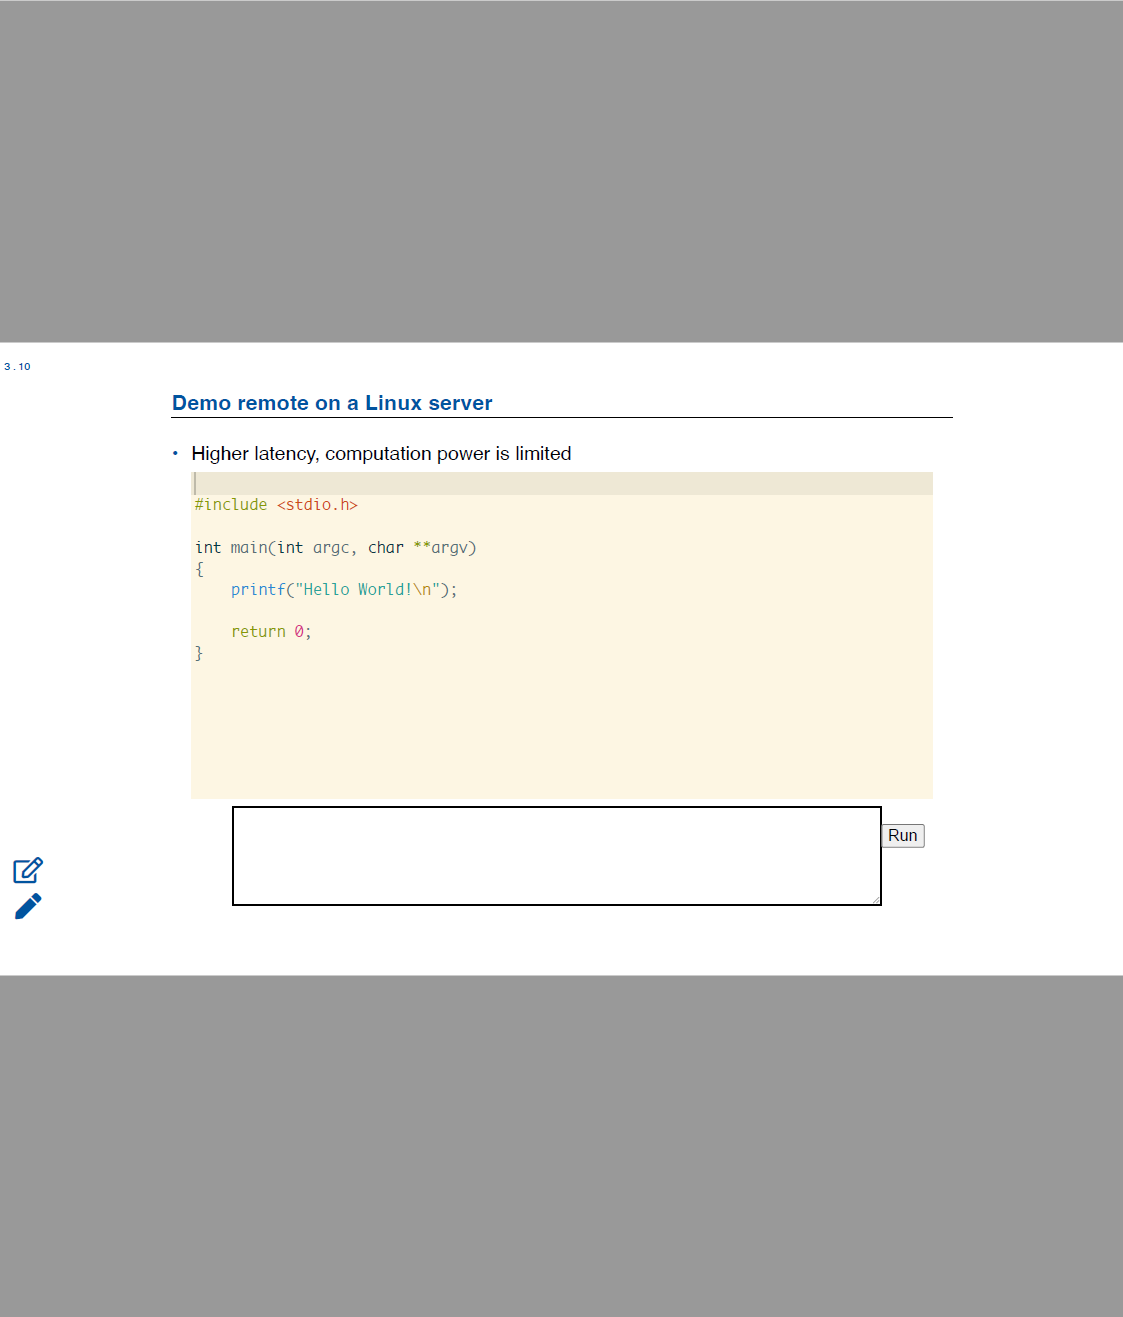 3 . 10
Demo remote on a Linux server
• Higher latency, computation power is limited
#include <stdio.h>
int main(int argc, char **argv)
{
    printf("Hello World!\n");
    return 0;
}
Run